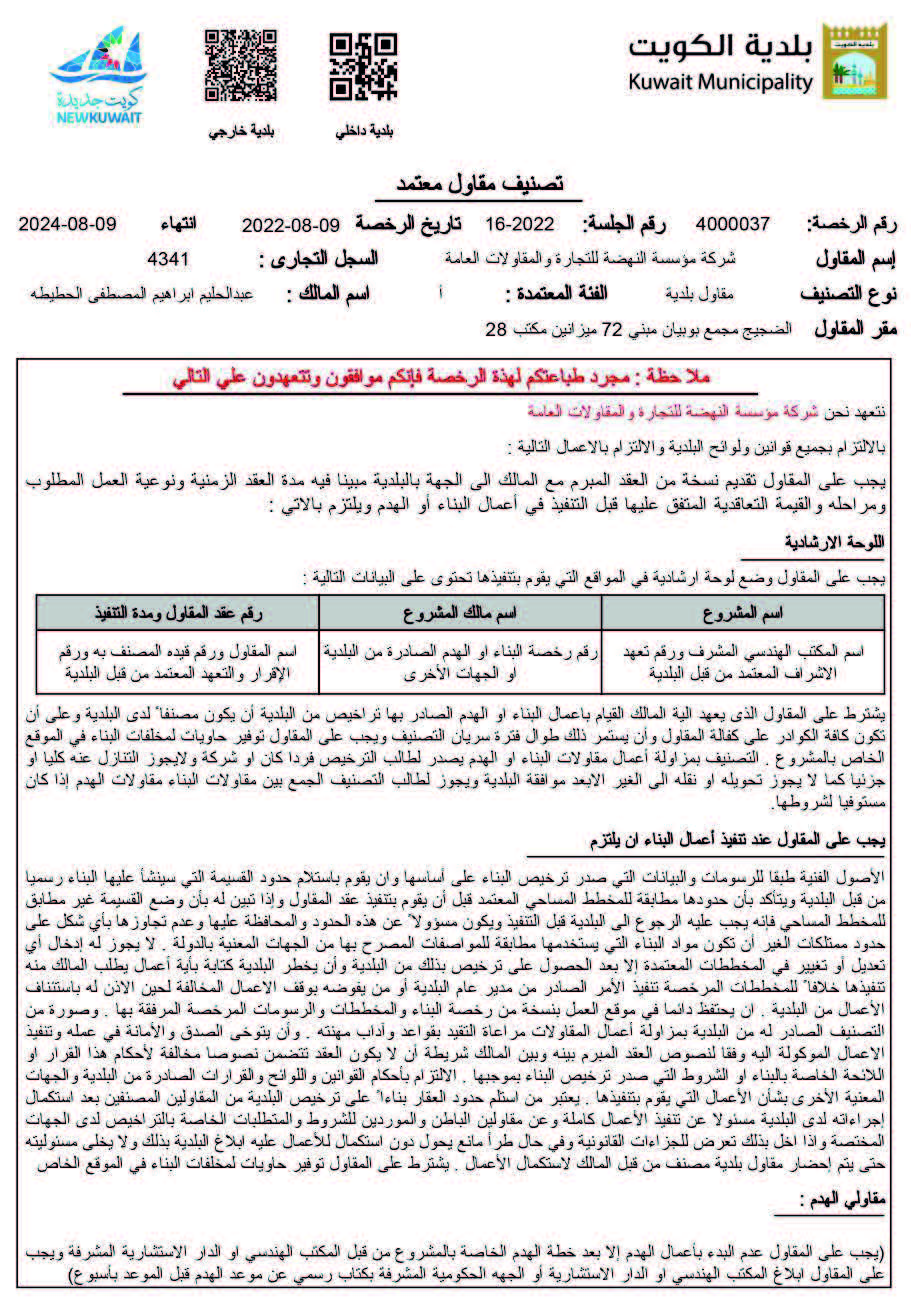 كويت جديدة
NEWKUWAIT
بلدية خارجي
بلدية داخلي
بلدية الكويت
Kuwait Municipality
بلدية الكويت
تصنيف مقاول معتمد
رقم الرخصة: 4000037 رقم الجلسة: 16-2022 تاريخ الرخصة 2022-08-09 انتهاء 2024-08-09
إسم المقاول شركة مؤسسة النهضة للتجارة والمقاولات العامة السجل التجارى : 4341
نوع التصنيف مقاول بلدية الفئة المعتمدة : أ اسم المالك : عبدالحليم ابراهيم المصطفى الحطيطه
مقر المقاول الضجيج مجمع بوبيان مبني 72 ميزانين مكتب 28
ملا حظة : مجرد طباعتكم لهذة الرخصة فإنكم موافقون وتتعهدون علي التالي
نتعهد نحن شركة مؤسسة النهضة للتجارة والمقاولات العامة
بالالتزام بجميع قوانين ولوائح البلدية والالتزام بالاعمال التالية :
يجب على المقاول تقديم نسخة من العقد المبرم مع المالك الى الجهة بالبلدية مبينا فيه مدة العقد الزمنية ونوعية العمل المطلوب
ومراحله والقيمة التعاقدية المتفق عليها قبل التنفيذ في أعمال البناء أو الهدم ويلتزم بالاتي :
اللوحة الارشادية
يجب على المقاول وضع لوحة ارشادية في المواقع التي يقوم بتنفيذها تحتوى على البيانات التالية :
اسم المشروع اسم مالك المشروع رقم عقد المقاول ومدة التنفيذ
اسم المكتب الهندسي المشرف ورقم تعهد رقم رخصة البناء او الهدم الصادرة من البلدية اسم المقاول ورقم قيده المصنف به ورقم
الاشراف المعتمد من قبل البلدية أو الجهات الأخرى الإقرار والتعهد المعتمد من قبل البلدية
يشترط على المقاول الذى يعهد الية المالك القيام باعمال البناء او الهدم الصادر بها تراخيص من البلدية أن يكون مصنفا" لدى البلدية وعلى أن
تكون كافة الكوادر على كفالة المقاول وأن يستمر ذلك طوال فترة سريان التصنيف ويجب على المقاول توفير حاويات لمخلفات البناء في الموقع
الخاص بالمشروع . التصنيف بمزاولة أعمال مقاولات البناء او الهدم يصدر لطالب الترخيص فردا كان او شركة ولايجوز التنازل عنه كليا او
جزئيا كما لا يجوز تحويله او نقله الى الغير الابعد موافقة البلدية ويجوز لطالب التصنيف الجمع بين مقاولات البناء مقاولات الهدم إذا كان
مستوفيا لشروطها.
يجب على المقاول عند تنفيذ أعمال البناء ان يلتزم
الأصول الفنية طبقا للرسومات والبيانات التي صدر ترخيص البناء على أساسها وان يقوم باستلام حدود القسيمة التي سينشأ عليها البناء رسميا
من قبل البلدية ويتأكد بأن حدودها مطابقة للمخطط المساحي المعتمد قبل أن يقوم بتنفيذ عقد المقاول وإذا تبين له بأن وضع القسيمة غير مطابق
للمخطط المساحي فإنه يجب عليه الرجوع الى البلدية قبل التنفيذ ويكون مسؤولا" عن هذه الحدود والمحافظة عليها وعدم تجاوزها بأي شكل على
حدود ممتلكات الغير أن تكون مواد البناء التي يستخدمها مطابقة للمواصفات المصرح بها من الجهات المعنية بالدولة . لا يجوز له إدخال أي
تعديل أو تغيير في المخططات المعتمدة إلا بعد الحصول على ترخيص بذلك من البلدية وأن يخطر البلدية كتابة بأية أعمال يطلب المالك منه
تنفيذها خلافا" للمخططات المرخصة تنفيذ الأمر الصادر من مدير عام البلدية أو من يفوضه بوقف الاعمال المخالفة لحين الاذن له باستئناف
الأعمال من البلدية . ان يحتفظ دائما في موقع العمل بنسخة من رخصة البناء والمخططات والرسومات المرخصة المرفقة بها . وصورة من
التصنيف الصادر له من البلدية بمزاولة أعمال المقاولات مراعاة التقيد بقواعد وآداب مهنته . وأن يتوخى الصدق والأمانة في عمله وتنفيذ
الاعمال الموكولة اليه وفقا لنصوص العقد المبرم بينه وبين المالك شريطة أن لا يكون العقد تتضمن نصوصا مخالفة لأحكام هذا القرار او
اللائحة الخاصة بالبناء او الشروط التي صدر ترخيص البناء بموجبها . الالتزام بأحكام القوانين واللوائح والقرارات الصادرة من البلدية والجهات
المعنية الأخرى بشأن الأعمال التي يقوم بتنفيذها . يعتبر من استلم حدود العقار بناءا" على ترخيص البلدية من المقاولين المصنفين بعد استكمال
إجراءاته لدى البلدية مسئولا عن تنفيذ الأعمال كاملة وعن مقاولين الباطن والموردين للشروط والمتطلبات الخاصة بالتراخيص لدى الجهات
المختصة واذا اخل بذلك تعرض للجزاءات القانونية وفي حال طرأ مانع يحول دون استكمال للأعمال عليه ابلاغ البلدية بذلك ولا يخلى مسئوليته
حتى يتم إحضار مقاول بلدية مصنف من قبل المالك لاستكمال الأعمال . يشترط على المقاول توفير حاويات لمخلفات البناء في الموقع الخاص
مقاولي الهدم :
(يجب على المقاول عدم البدء بأعمال الهدم إلا بعد خطة الهدم الخاصة بالمشروع من قبل المكتب الهندسي او الدار الاستشارية المشرفة ويجب
على المقاول ابلاغ المكتب الهندسي او الدار الاستشارية أو الجهه الحكومية المشرفة بكتاب رسمي عن موعد الهدم قبل الموعد بأسبوع)